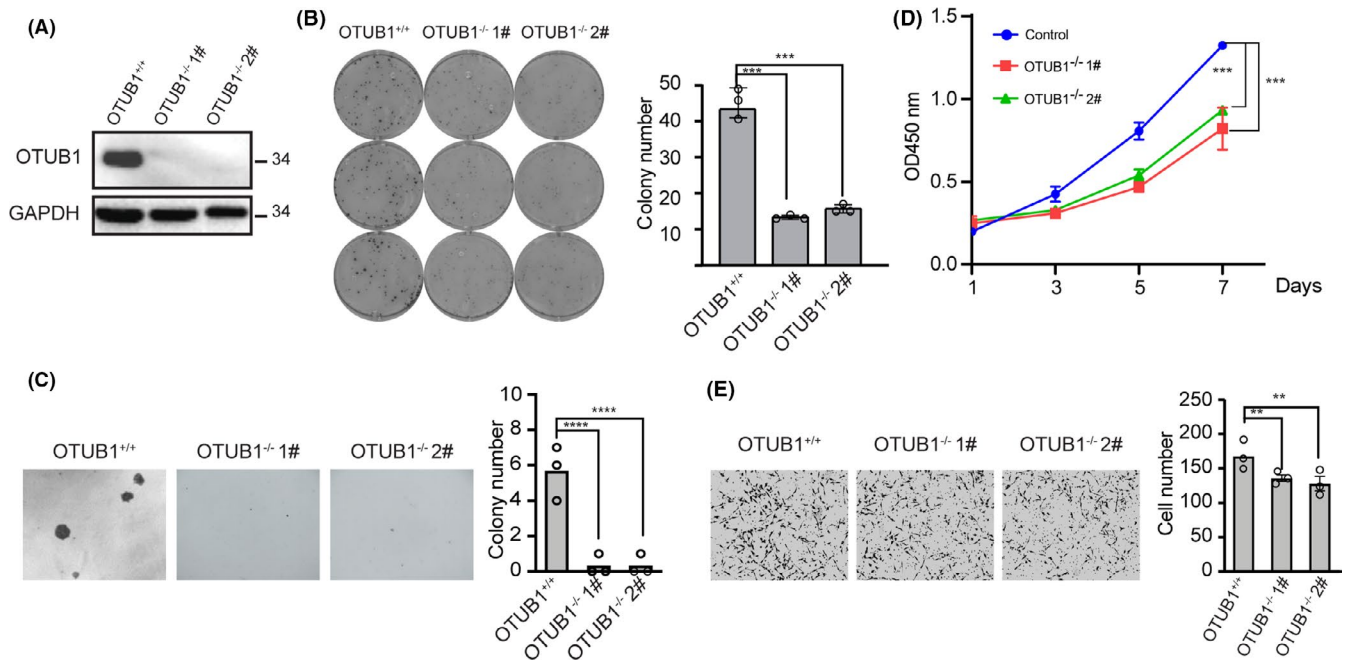 (A)
OTUB1+/+
OTUB1-/- 1#
OTUB1-/- 2#
OTUB1
34
GAPDH
34
(B)
OTUB1+/+ OTUB1-/- 1# OTUB1-/- 2#
Colony number
50
40
30
20
10
***
***
OTUB1+/+
OTUB1-/- 1#
OTUB1-/- 2#
(D)
OD450 nm
1.5
1.0
0.5
0.0
Control
OTUB1-/- 1#
OTUB1-/- 2#
***
***
1 3 5 7 Days
(C)
OTUB1+/+ OTUB1-/- 1# OTUB1-/- 2#
Colony number
10
8
6
4
2
0
****
****
OTUB1+/+
OTUB1-/- 1#
OTUB1-/- 2#
(E)
OTUB1+/+ OTUB1-/- 1# OTUB1-/- 2#
Cell number
250
200
150
100
50
0
**
**
OTUB1+/+
OTUB1-/- 1#
OTUB1-/- 2#